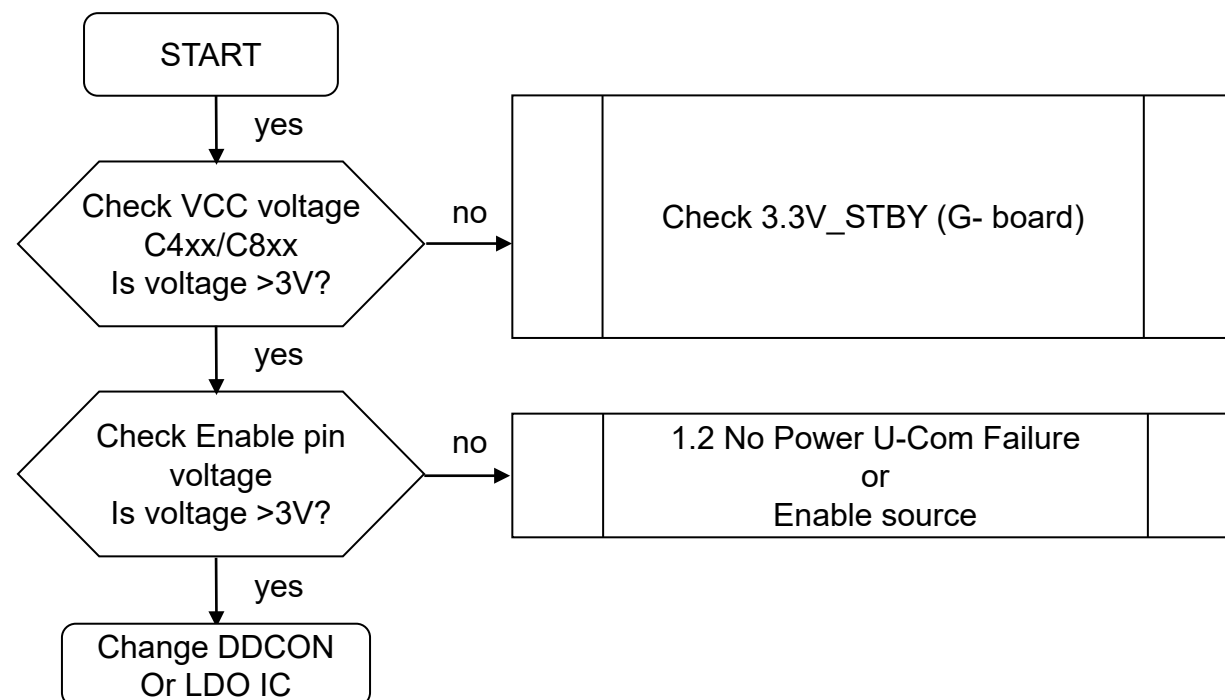 START
yes
Check VCC voltage
C4xx/C8xx
Is voltage >3V?
no
Check 3.3V_STBY (G- board)
yes
Check Enable pin
voltage
Is voltage >3V?
no
1.2 No Power U-Com Failure
or
Enable source
yes
Change DDCON
Or LDO IC